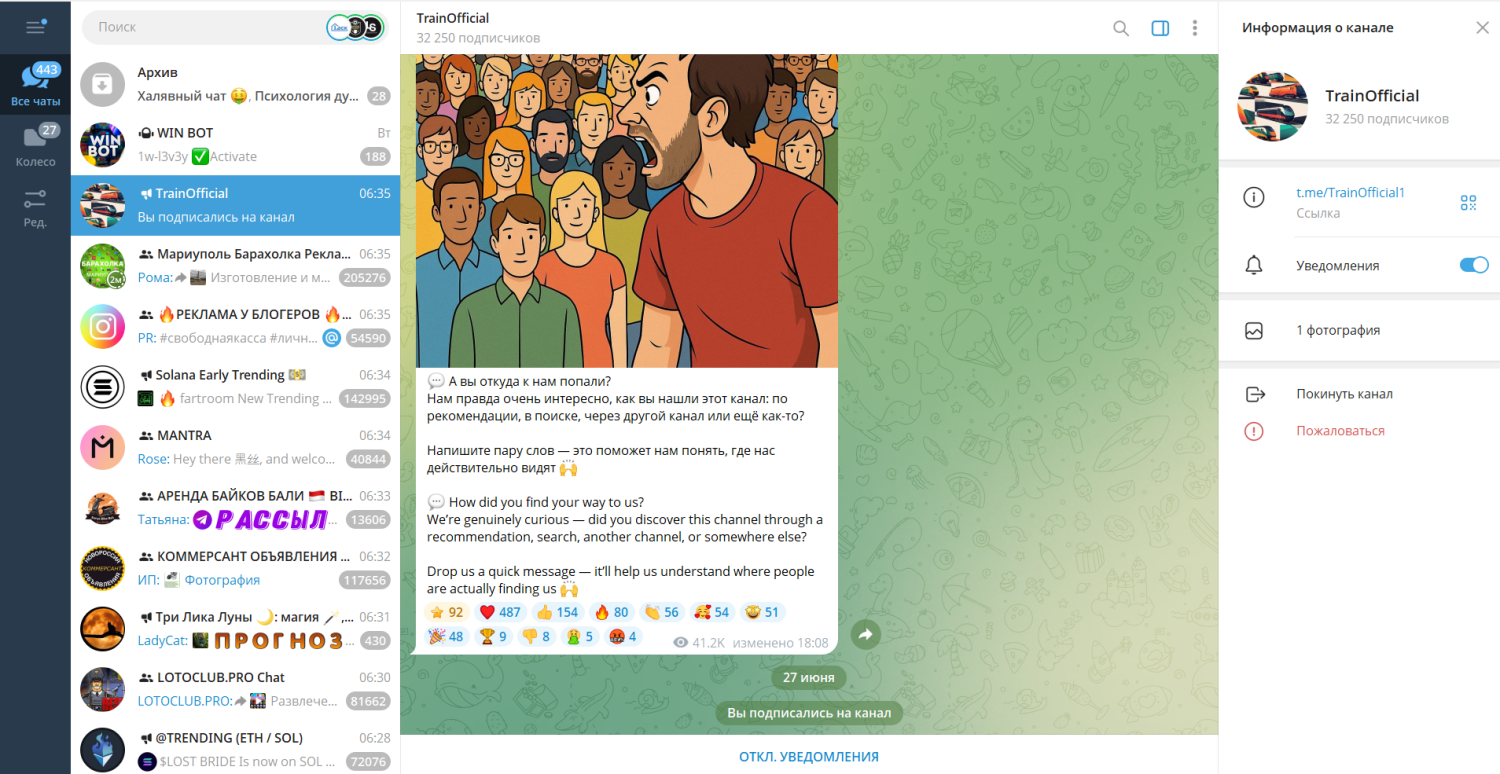 443
Все чаты
27
Колесо
Ред.
Поиск
Архив
Халявный чат 🤑, Психология ду... 28
WIN BOT Вт
1w-l3v3y ✅Activate 188
TrainOfficial 06:35
Вы подписались на канал
Мариуполь Барахолка Рекла... 06:35
Рома: Изготовление и м... 205276
🔥РЕКЛАМА У БЛОГЕРОВ 🔥... 06:35
PR: #свободнаякасса #личн... @ 54590
Solana Early Trending 06:34
🔥 fartroom New Trending ... 142995
MANTRA 06:34
Rose: Hey there 黑丝, and welco... 40844
АРЕНДА БАЙКОВ БАЛИ 🇮🇩 BI... 06:33
Татьяна: РАССЫЛ... 13606
КОММЕРСАНТ ОБЪЯВЛЕНИЯ ... 06:32
ИП: Фотография 117656
Три Лика Луны 🌙: магия 🪄,... 06:31
LadyCat: ПРОГНОЗ... 430
LOTOCLUB.PRO Chat 06:30
LOTOCLUB.PRO: Развлече... 81662
@TRENDING (ETH / SOL) 06:28
$LOST BRIDE Is now on SOL ... 72076
WIN
BOT
БАРАХОЛКА
2м
НОВОРОССИЯ
КОММЕРСАНТ
ОБЪЯВЛЕНИЯ
TrainOfficial
32 250 подписчиков
💬 А вы откуда к нам попали?
Нам правда очень интересно, как вы нашли этот канал: по
рекомендации, в поиске, через другой канал или ещё как-то?
Напишите пару слов — это поможет нам понять, где нас
действительно видят 🙌
💬 How did you find your way to us?
We’re genuinely curious — did you discover this channel through a
recommendation, search, another channel, or somewhere else?
Drop us a quick message — it’ll help us understand where people
are actually finding us 🙌
⭐ 92 ❤ 487 👍 154 🔥 80 👏 56 🥰 54 🤩 51
🎉 48 🏆 9 👎 8 🤮 5 🤬 4 41.2K изменено 18:08
27 июня
Вы подписались на канал
ОТКЛ. УВЕДОМЛЕНИЯ
Информация о канале
TrainOfficial
32 250 подписчиков
t.me/TrainOfficial1
Ссылка
Уведомления
1 фотография
Покинуть канал
Пожаловаться